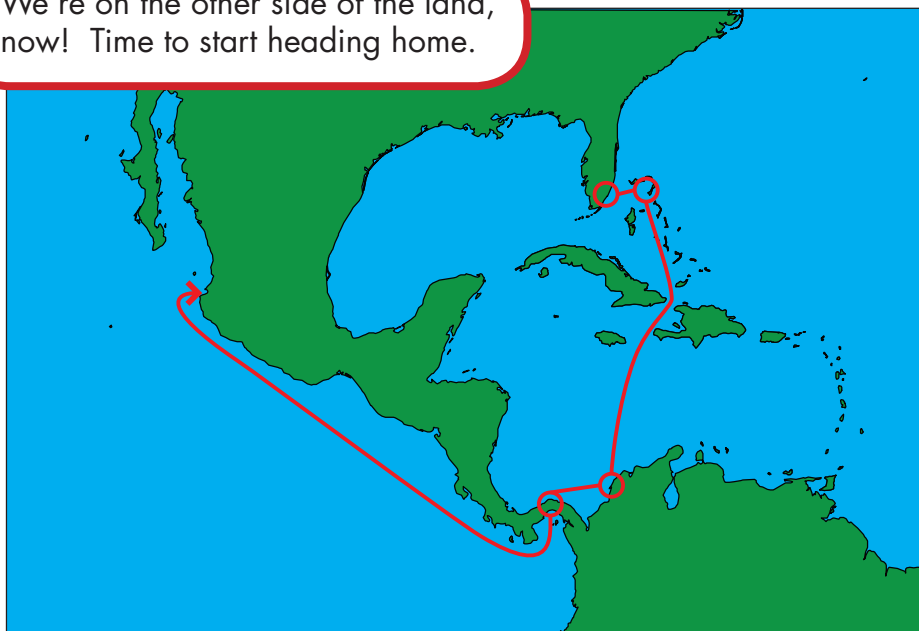 We're on the other side of the land,
now!  Time to start heading home.